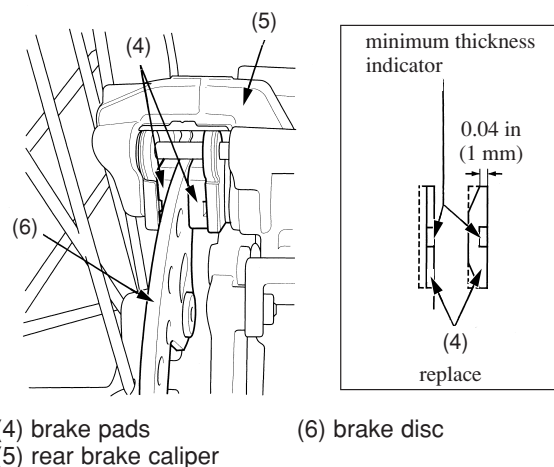 (5)
(4)
(6)
minimum thickness
indicator
0.04 in
(1 mm)
(4)
replace
(4) brake pads
(5) rear brake caliper
(6) brake disc